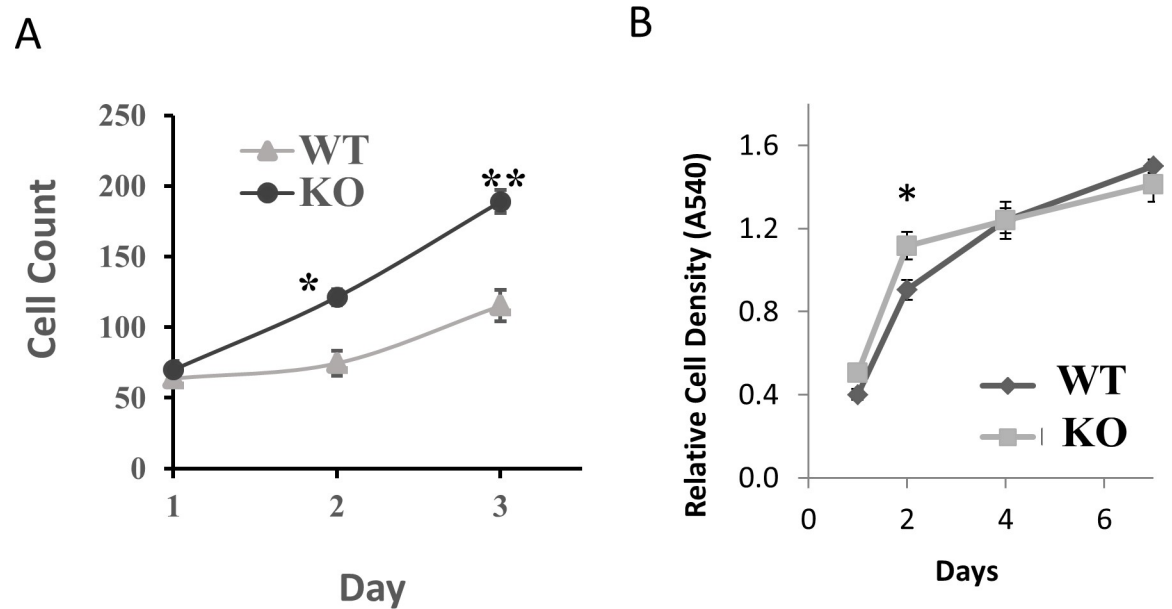 A
250
200
150
100
50
0
Cell Count
WT
KO
*
**
1 2 3
Day
B
1.6
1.2
0.8
0.4
0.0
Relative Cell Density (A540)
*
WT
KO
0 2 4 6
Days